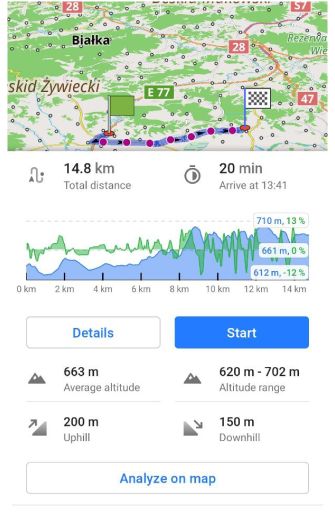 28
S7
Białka
28
Rezerwa
Wie
skid Żywiecki
E 77
47
14.8 km
Total distance
20 min
Arrive at 13:41
710 m, 13 %
661 m, 0 %
612 m, -12 %
0 km 2 km 4 km 6 km 8 km 10 km 12 km 14 km
Details
Start
663 m
Average altitude
620 m - 702 m
Altitude range
200 m
Uphill
150 m
Downhill
Analyze on map